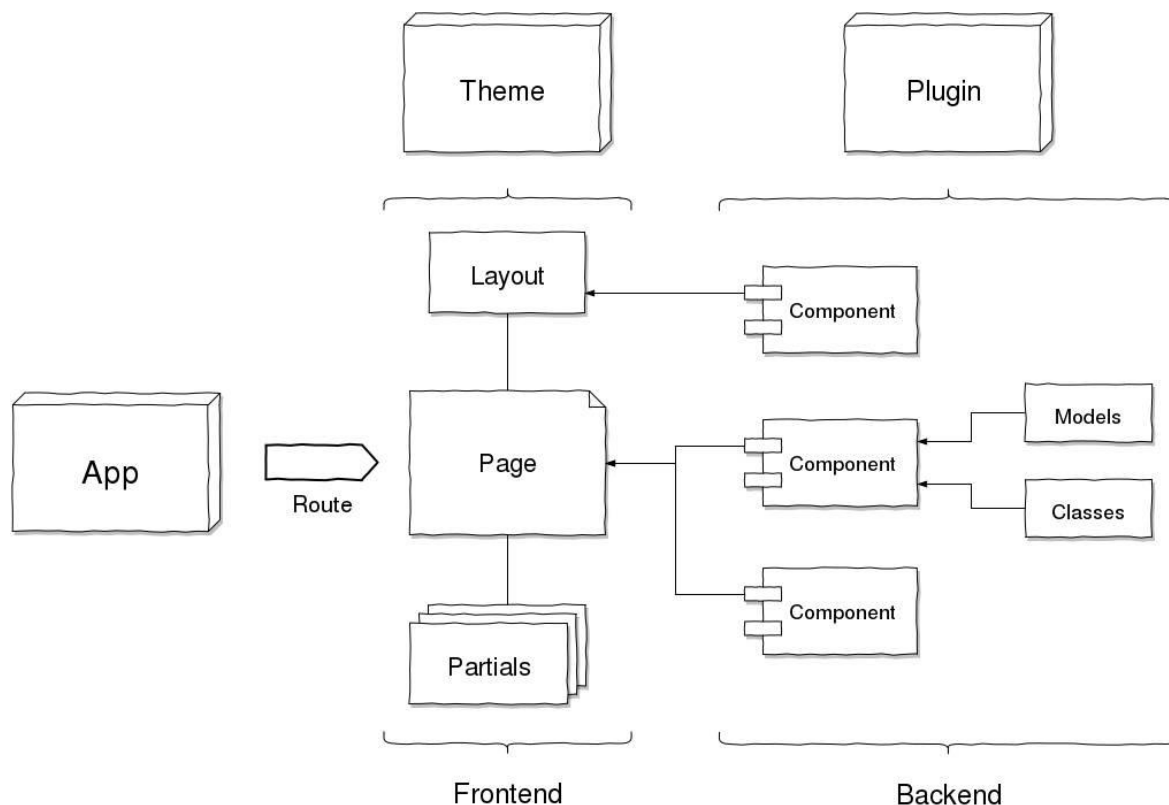 Theme
Plugin
Layout
Component
App
Route
Page
Component
Models
Classes
Component
Partials
Frontend
Backend